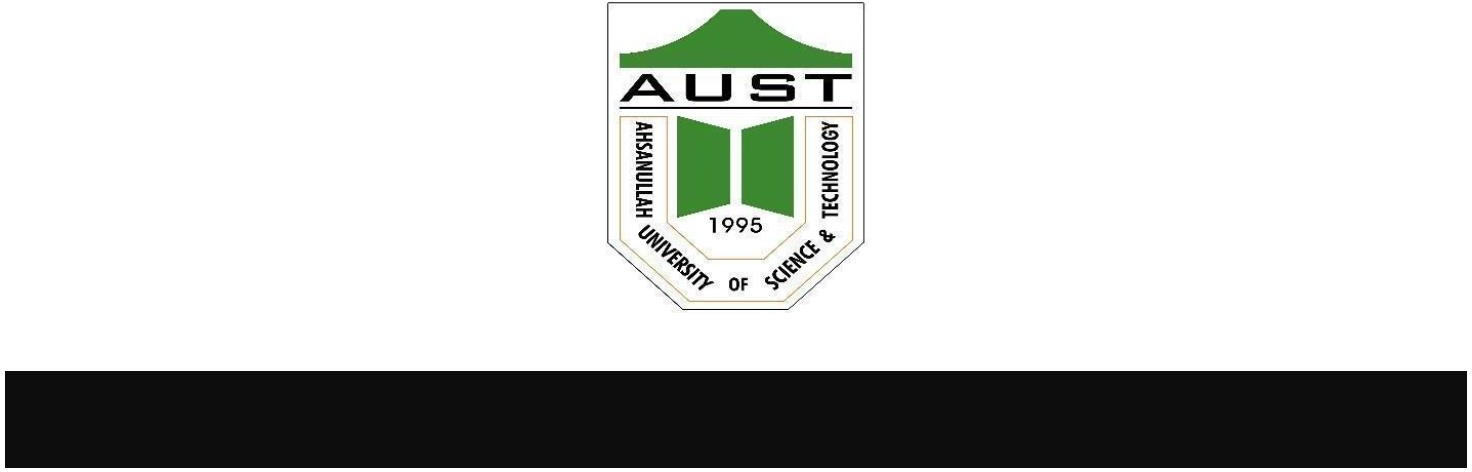 AUST
AHSANULLAH UNIVERSITY OF SCIENCE & TECHNOLOGY
1995